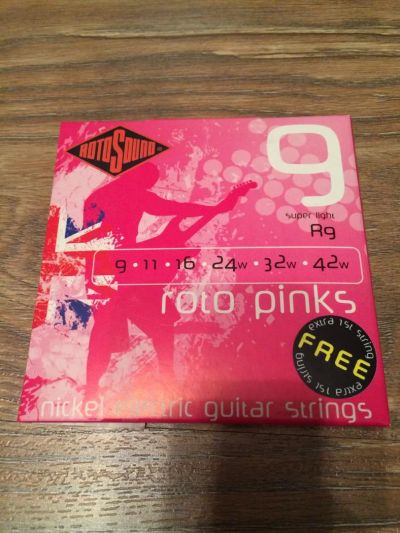 ROTOSOUND
9
super light
R9
9 • 11 • 16 • 24w • 32w • 42w
roto pinks
extra 1st string
FREE
extra 1st string
nickel electric guitar strings